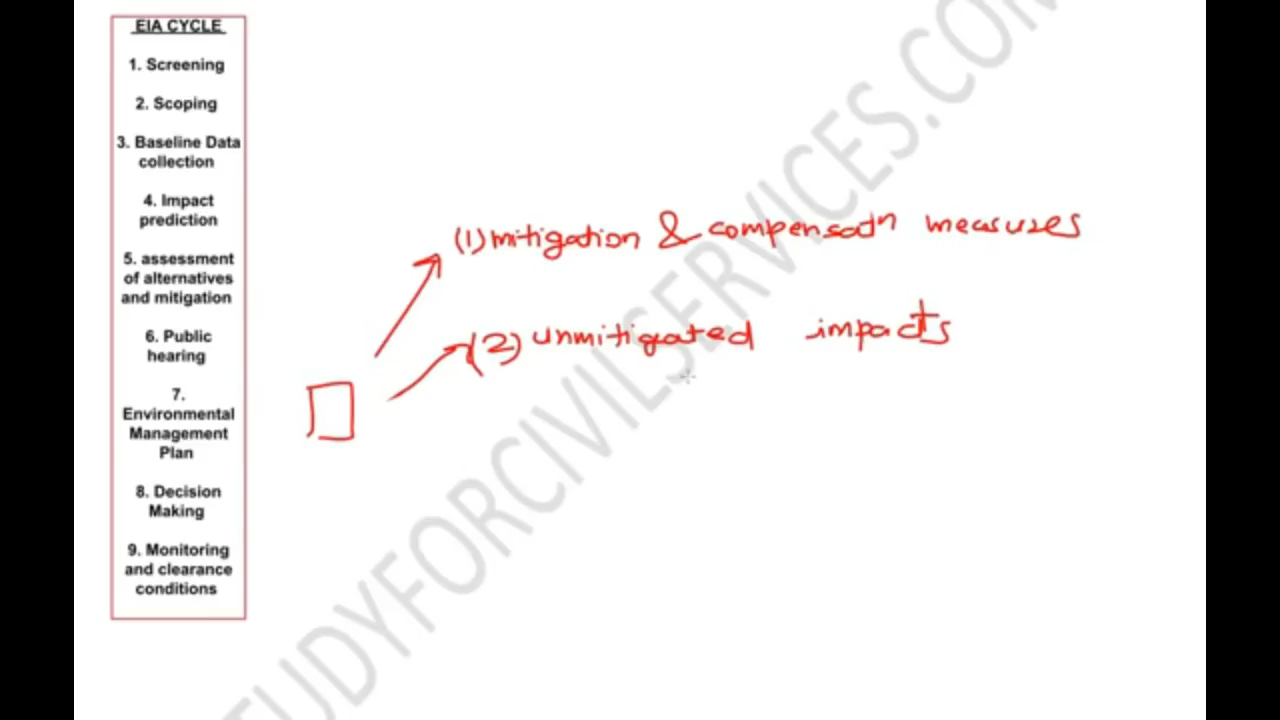 EIA CYCLE
1. Screening
2. Scoping
3. Baseline Data
collection
4. Impact
prediction
5. assessment
of alternatives
and mitigation
6. Public
hearing
7.
Environmental
Management
Plan
8. Decision
Making
9. Monitoring
and clearance
conditions
(1) mitigation & compensatn measures
(2) unmitigated impacts
STUDYFORCIVILSERVICES.COM